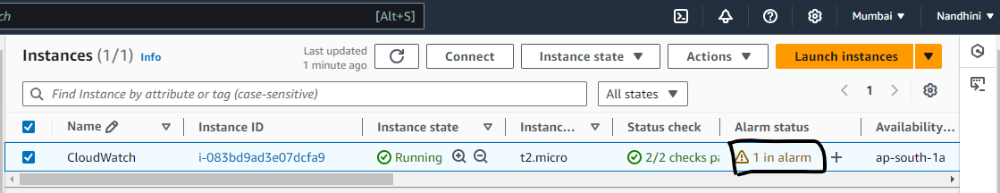 ch [Alt+S] Mumbai Nandhini
Instances (1/1) Info Last updated 1 minute ago Connect Instance state Actions Launch instances
Find Instance by attribute or tag (case-sensitive) All states 1
Name Instance ID Instance state Instanc... Status check Alarm status Availability...
CloudWatch i-083bd9ad3e07dcfa9 Running t2.micro 2/2 checks pa 1 in alarm + ap-south-1a